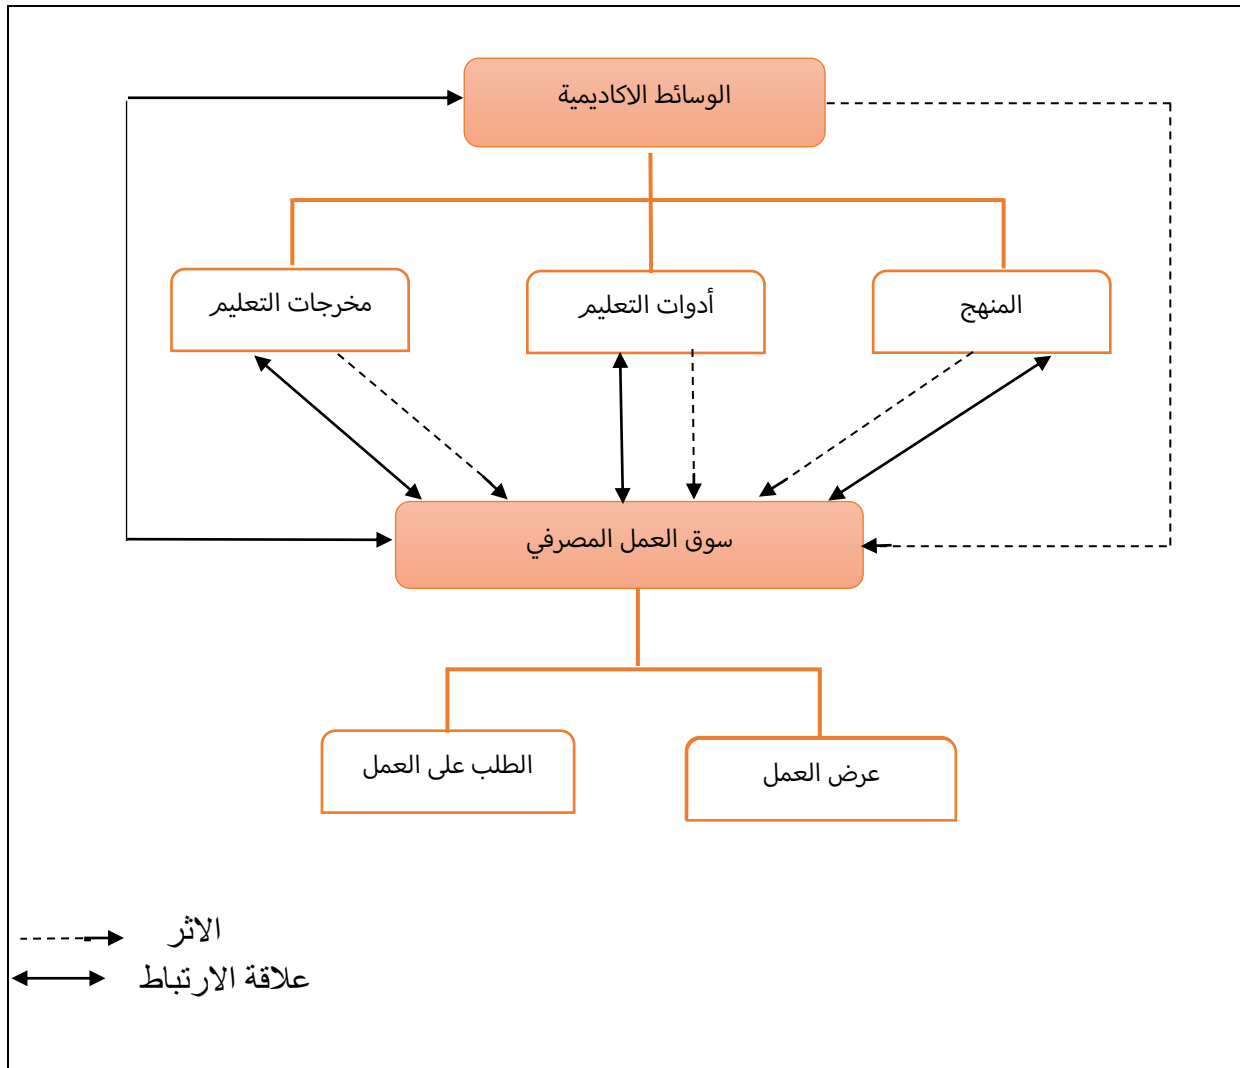 الوسائط الاكاديمية
المنهج
أدوات التعليم
مخرجات التعليم
سوق العمل المصرفي
عرض العمل
الطلب على العمل
الاثر
علاقة الارتباط